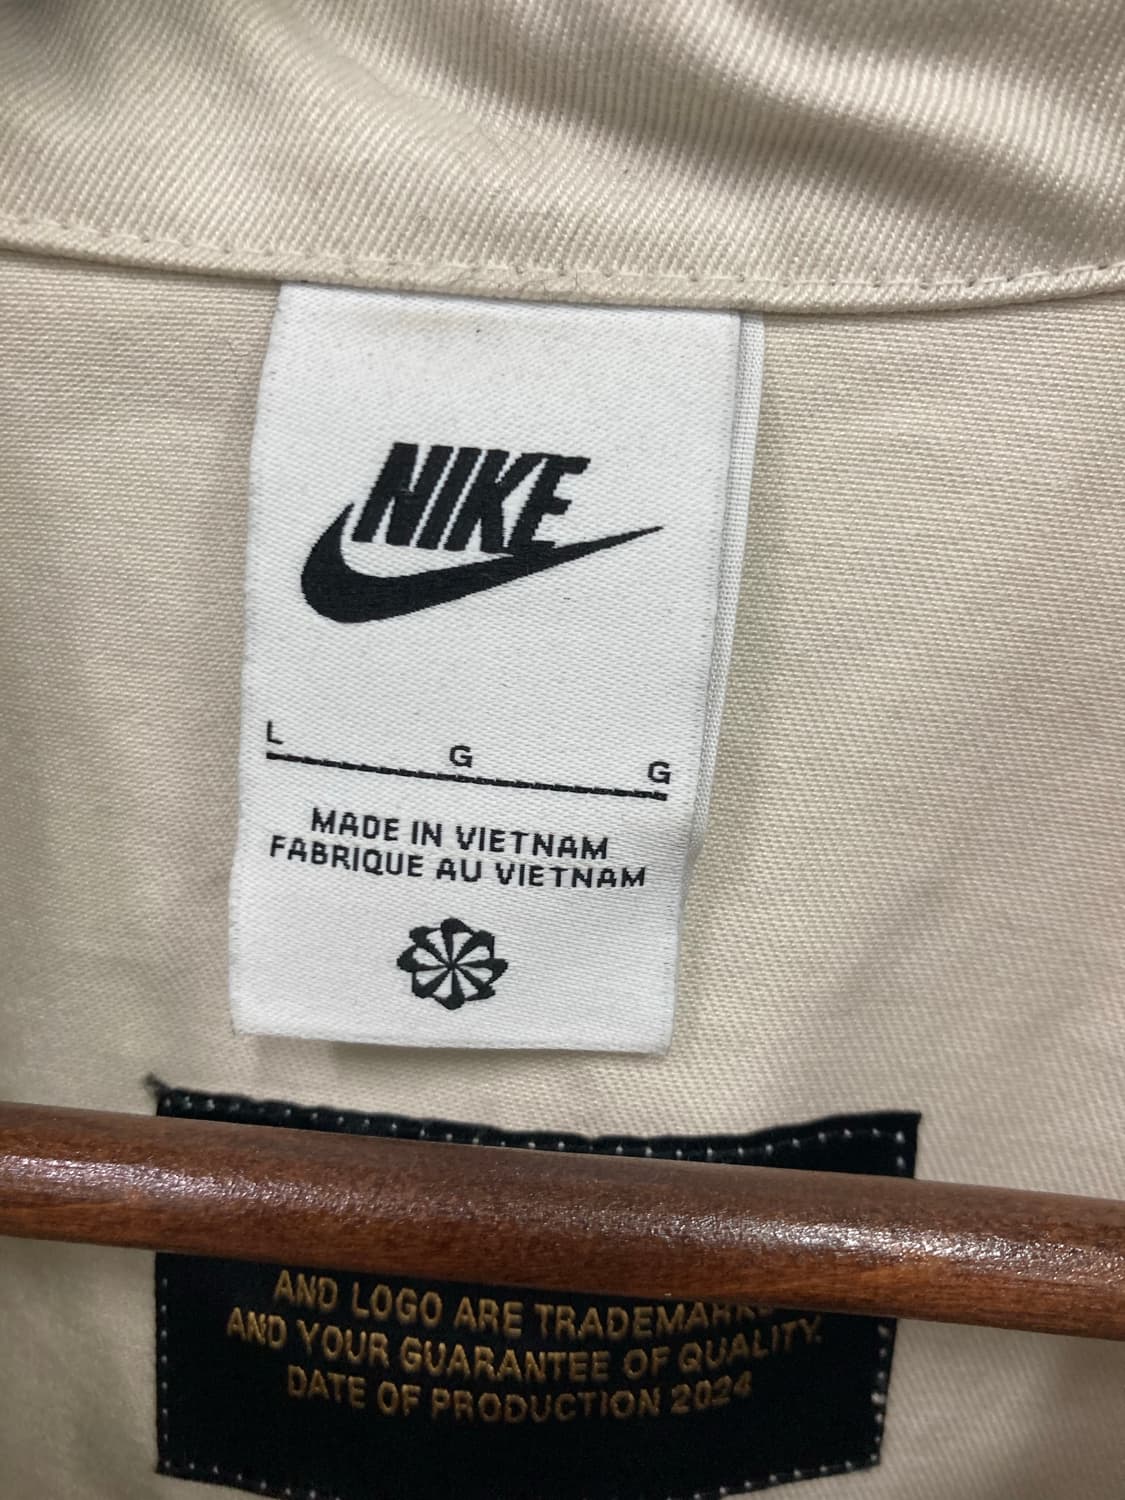 NIKE
L G G
MADE IN VIETNAM
FABRIQUE AU VIETNAM
AND LOGO ARE TRADEMARKS
AND YOUR GUARANTEE OF QUALITY.
DATE OF PRODUCTION 2024